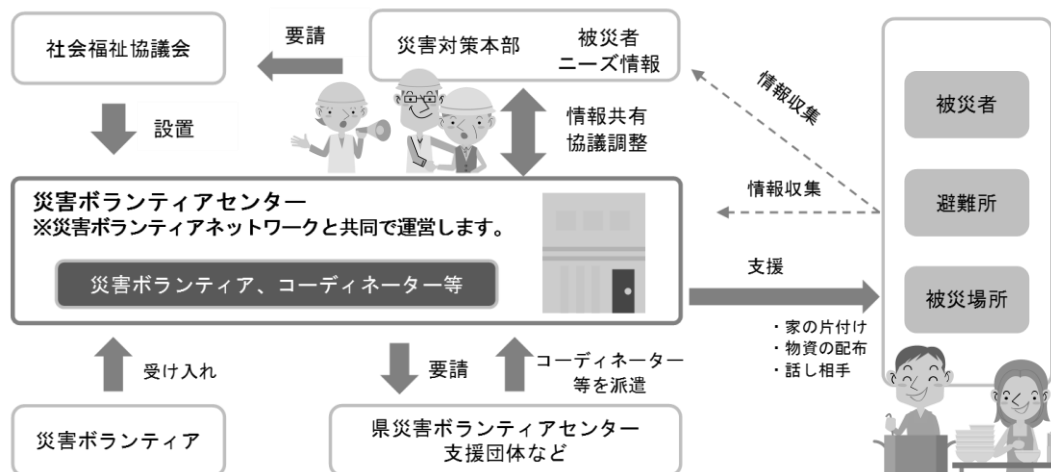 社会福祉協議会
要請
災害対策本部
被災者
ニーズ情報
設置
情報共有
協議調整
情報収集
被災者
災害ボランティアセンター
※災害ボランティアネットワークと共同で運営します。
災害ボランティア、コーディネーター等
情報収集
避難所
支援
被災場所
・家の片付け
・物資の配布
・話し相手
受け入れ
要請
コーディネーター
等を派遣
災害ボランティア
県災害ボランティアセンター
支援団体など